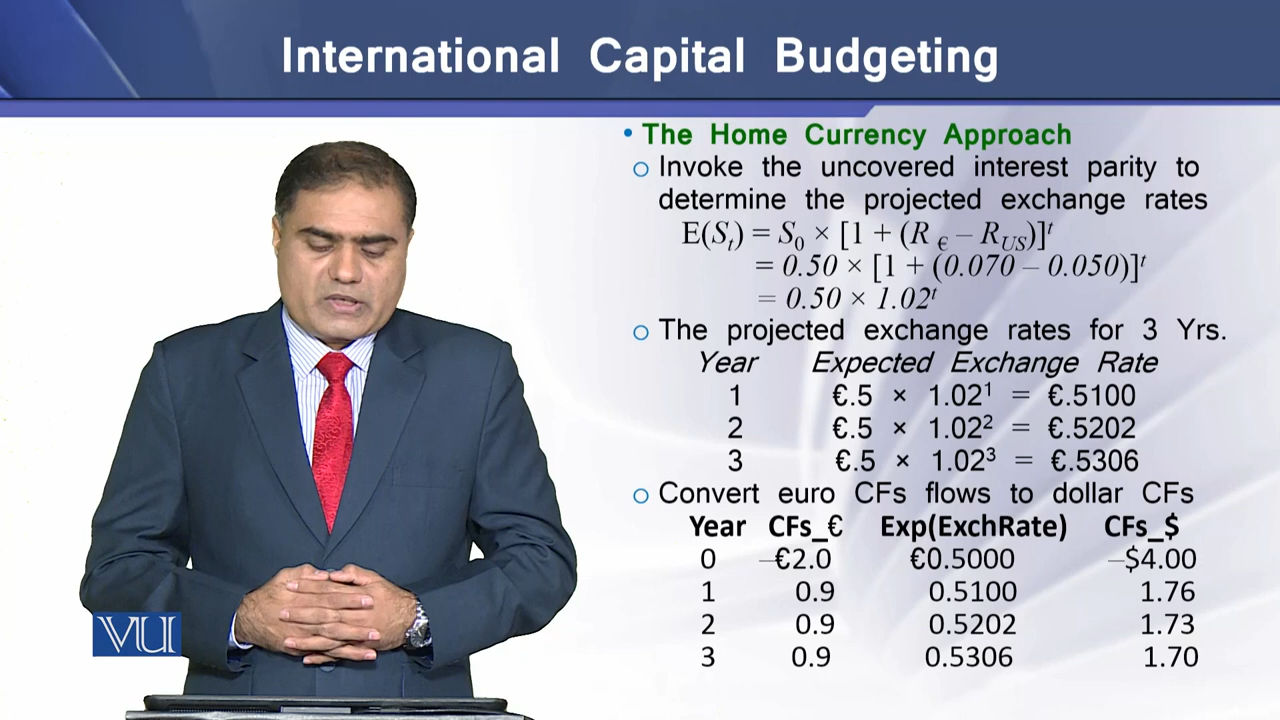 International Capital Budgeting
• The Home Currency Approach
o Invoke the uncovered interest parity to
determine the projected exchange rates
E(Sₜ) = S₀ × [1 + (R € – R_US)]ᵗ
= 0.50 × [1 + (0.070 – 0.050)]ᵗ
= 0.50 × 1.02ᵗ
o The projected exchange rates for 3 Yrs.
Year Expected Exchange Rate
1 €.5 × 1.02¹ = €.5100
2 €.5 × 1.02² = €.5202
3 €.5 × 1.02³ = €.5306
o Convert euro CFs flows to dollar CFs
Year CFs_€ Exp(ExchRate) CFs_$
0 –€2.0 €0.5000 –$4.00
1 0.9 0.5100 1.76
2 0.9 0.5202 1.73
3 0.9 0.5306 1.70
VU